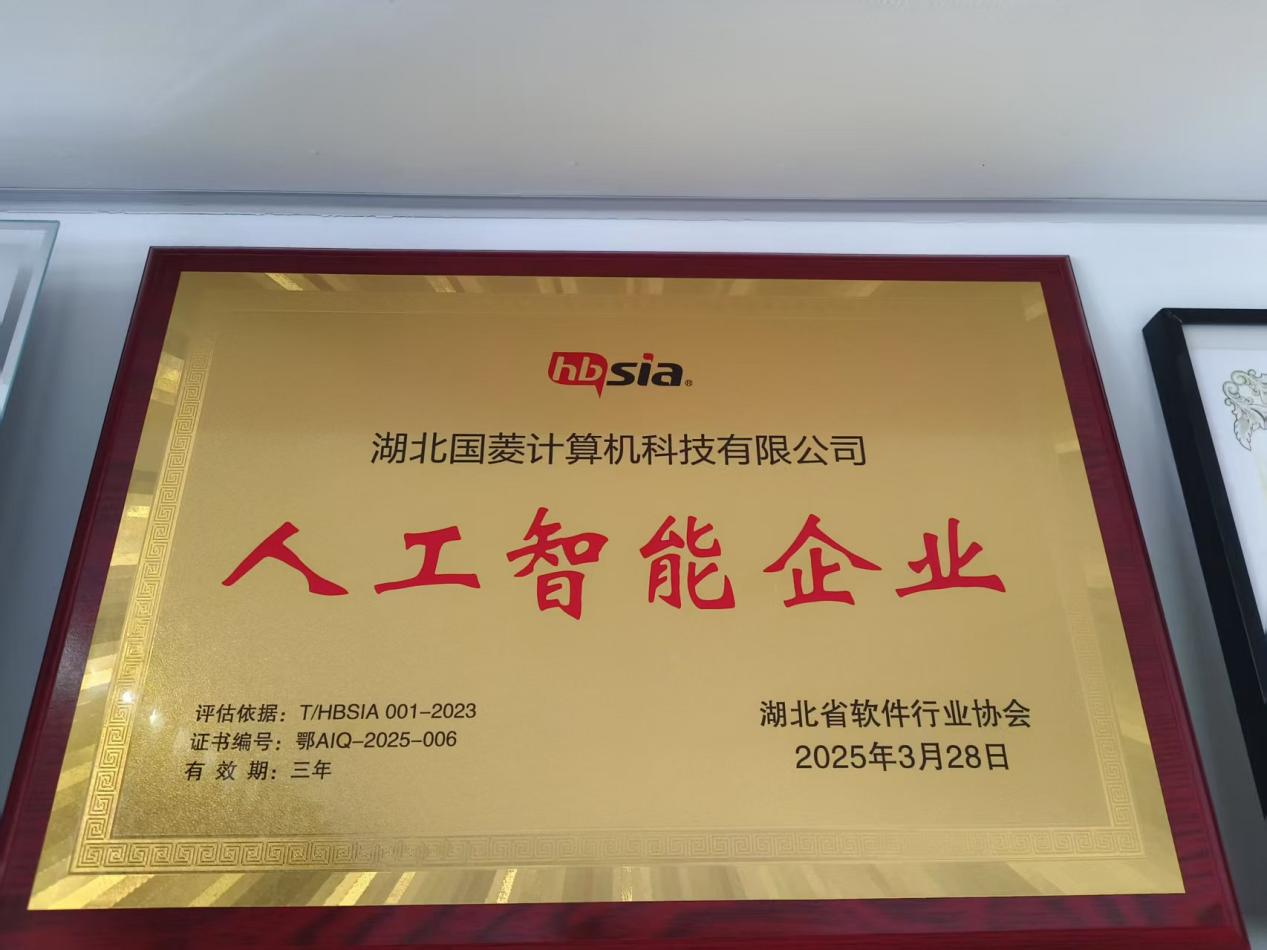 hbsia®
湖北国菱计算机科技有限公司
人工智能企业
评估依据：T/HBSIA 001-2023
证书编号：鄂AIQ-2025-006
有 效 期：三年
湖北省软件行业协会
2025年3月28日